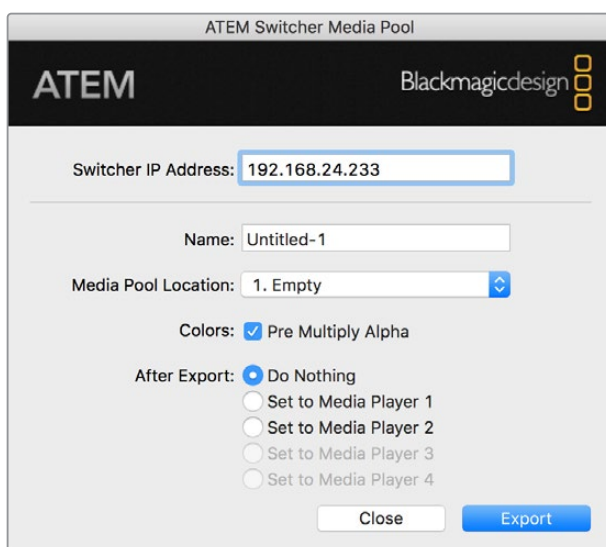 ATEM Switcher Media Pool
ATEM
Blackmagicdesign
Switcher IP Address: 192.168.24.233
Name: Untitled-1
Media Pool Location: 1. Empty
Colors: Pre Multiply Alpha
After Export: Do Nothing
Set to Media Player 1
Set to Media Player 2
Set to Media Player 3
Set to Media Player 4
Close Export